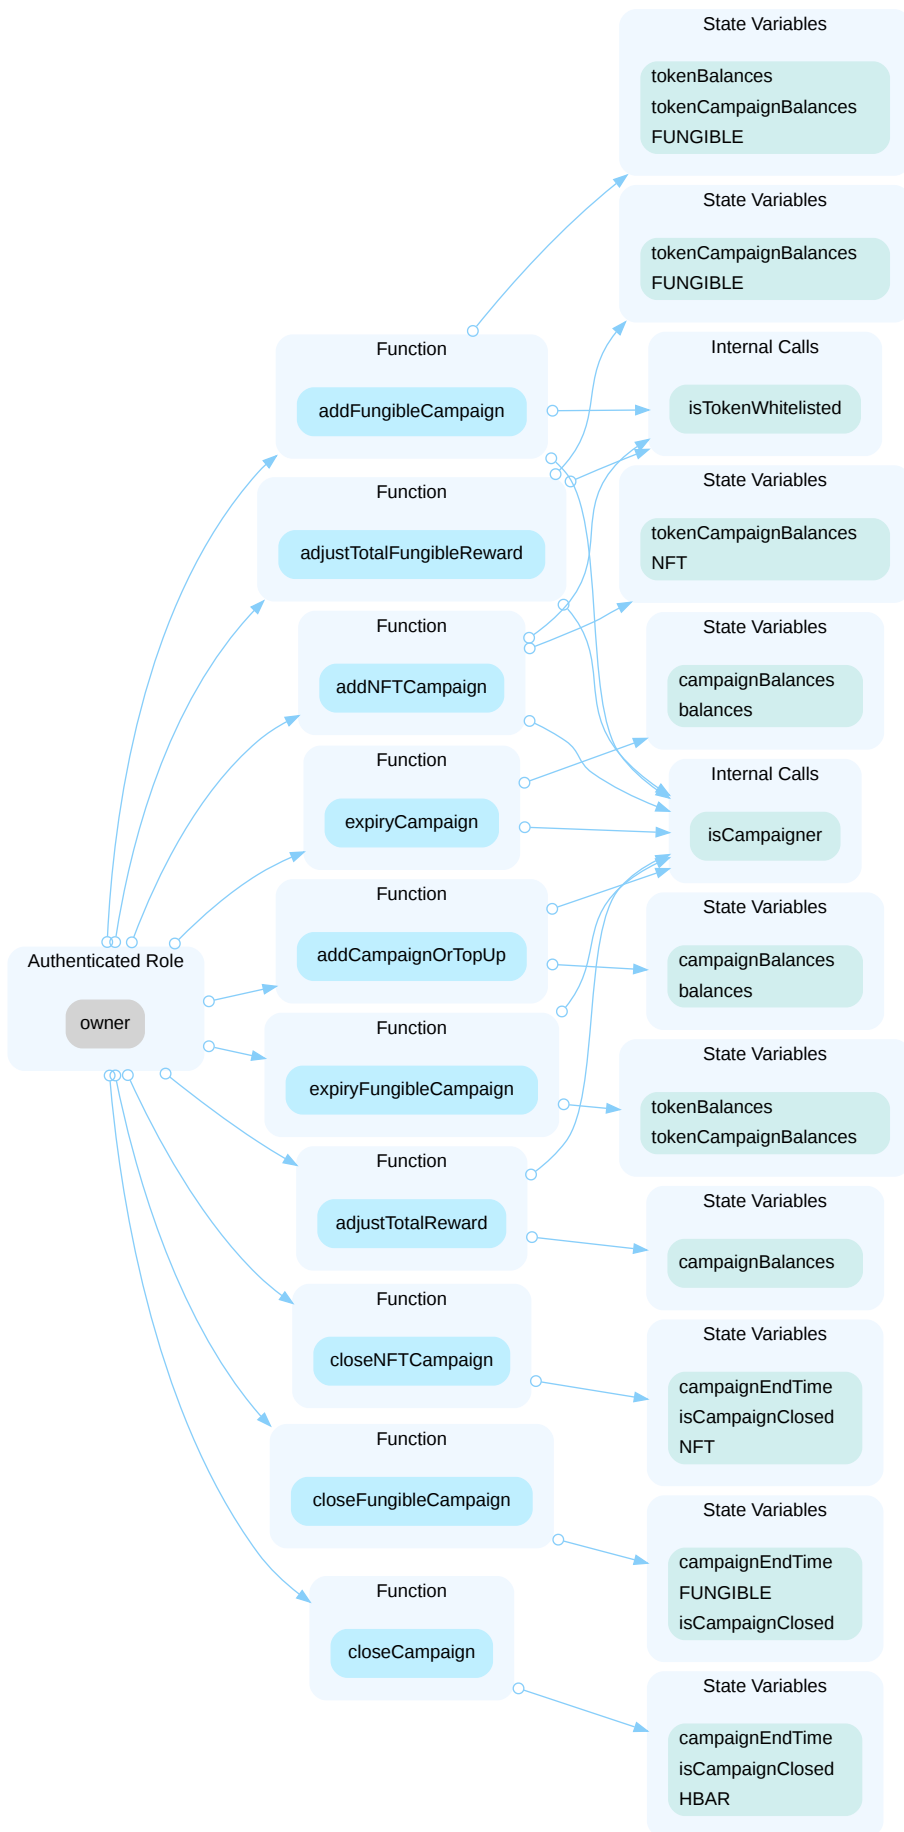 State Variables
tokenBalances
tokenCampaignBalances
FUNGIBLE
State Variables
tokenCampaignBalances
FUNGIBLE
Function
addFungibleCampaign
Internal Calls
isTokenWhitelisted
Function
adjustTotalFungibleReward
State Variables
tokenCampaignBalances
NFT
Function
addNFTCampaign
State Variables
campaignBalances
balances
Function
expiryCampaign
Internal Calls
isCampaigner
Function
addCampaignOrTopUp
State Variables
campaignBalances
balances
Authenticated Role
owner
Function
expiryFungibleCampaign
State Variables
tokenBalances
tokenCampaignBalances
Function
adjustTotalReward
State Variables
campaignBalances
Function
closeNFTCampaign
State Variables
campaignEndTime
isCampaignClosed
NFT
Function
closeFungibleCampaign
State Variables
campaignEndTime
FUNGIBLE
isCampaignClosed
Function
closeCampaign
State Variables
campaignEndTime
isCampaignClosed
HBAR